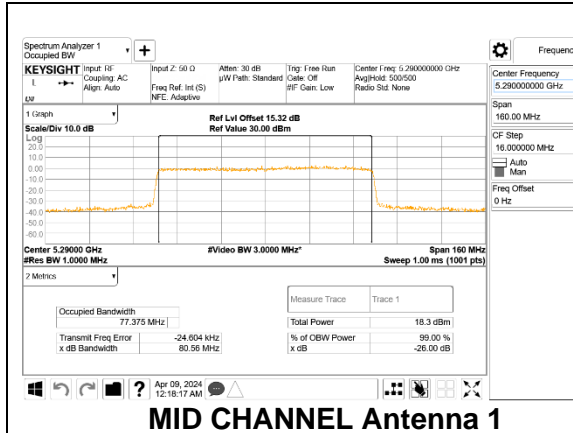 Spectrum Analyzer 1
Occupied BW
▼
+
Frequency
KEYSIGHT
Input: RF
Coupling: AC
Align: Auto
Input Z: 50 Ω
Freq Ref: Int (S)
NFE: Adaptive
Atten: 30 dB
µW Path: Standard
Trig: Free Run
Gate: Off
#IF Gain: Low
Center Freq: 5.290000000 GHz
Avg|Hold: 500/500
Radio Std: None
L
Center Frequency
5.290000000 GHz
Span
160.00 MHz
CF Step
16.000000 MHz
Auto
Man
Freq Offset
0 Hz
1 Graph
Scale/Div 10.0 dB
Ref Lvl Offset 15.32 dB
Ref Value 30.00 dBm
Log
20.0
10.0
0.00
-10.0
-20.0
-30.0
-40.0
-50.0
-60.0
Center 5.29000 GHz
#Res BW 1.0000 MHz
#Video BW 3.0000 MHz*
Span 160 MHz
Sweep 1.00 ms (1001 pts)
2 Metrics
Measure Trace
Trace 1
Occupied Bandwidth
77.375 MHz
Total Power
18.3 dBm
Transmit Freq Error
-24.604 kHz
% of OBW Power
99.00 %
x dB Bandwidth
80.56 MHz
x dB
-26.00 dB
?
Apr 09, 2024
12:18:17 AM
MID CHANNEL Antenna 1